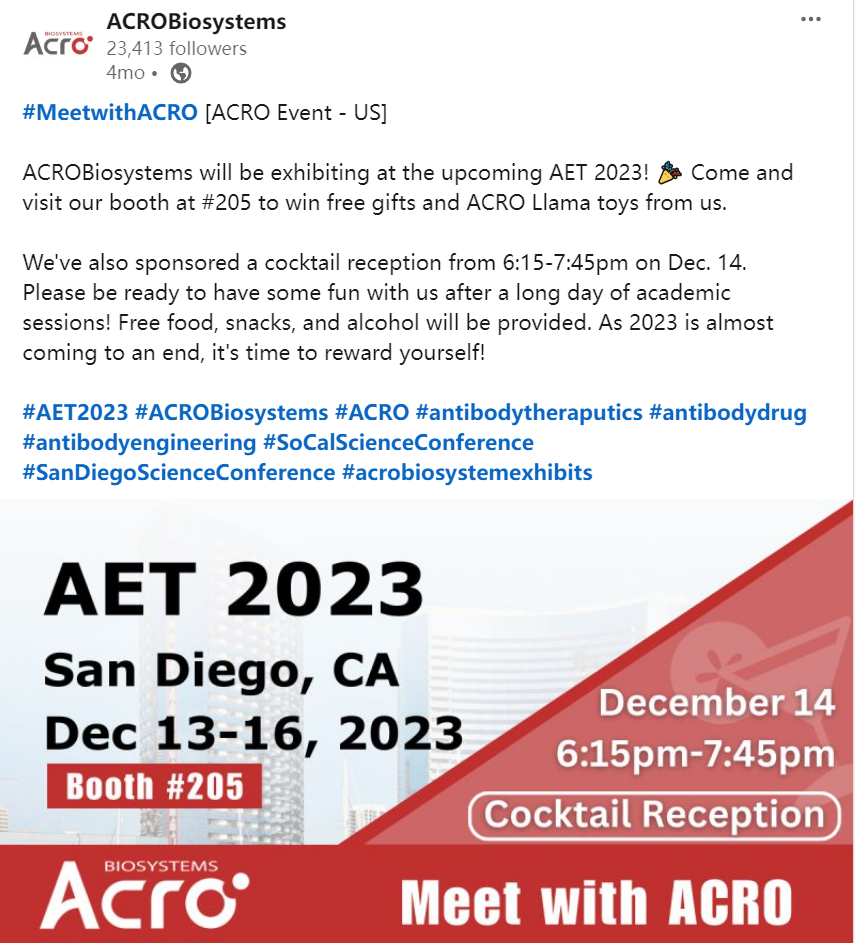 ACROBiosystems
BIOSYSTEMS
Acro
23,413 followers
4mo •
#MeetwithACRO [ACRO Event - US]
ACROBiosystems will be exhibiting at the upcoming AET 2023! 🎉 Come and
visit our booth at #205 to win free gifts and ACRO Llama toys from us.
We've also sponsored a cocktail reception from 6:15-7:45pm on Dec. 14.
Please be ready to have some fun with us after a long day of academic
sessions! Free food, snacks, and alcohol will be provided. As 2023 is almost
coming to an end, it's time to reward yourself!
#AET2023 #ACROBiosystems #ACRO #antibodytheraputics #antibodydrug
#antibodyengineering #SoCalScienceConference
#SanDiegoScienceConference #acrobiosystemexhibits
AET 2023
San Diego, CA
Dec 13-16, 2023
Booth #205
December 14
6:15pm-7:45pm
Cocktail Reception
BIOSYSTEMS
Acro
Meet with ACRO